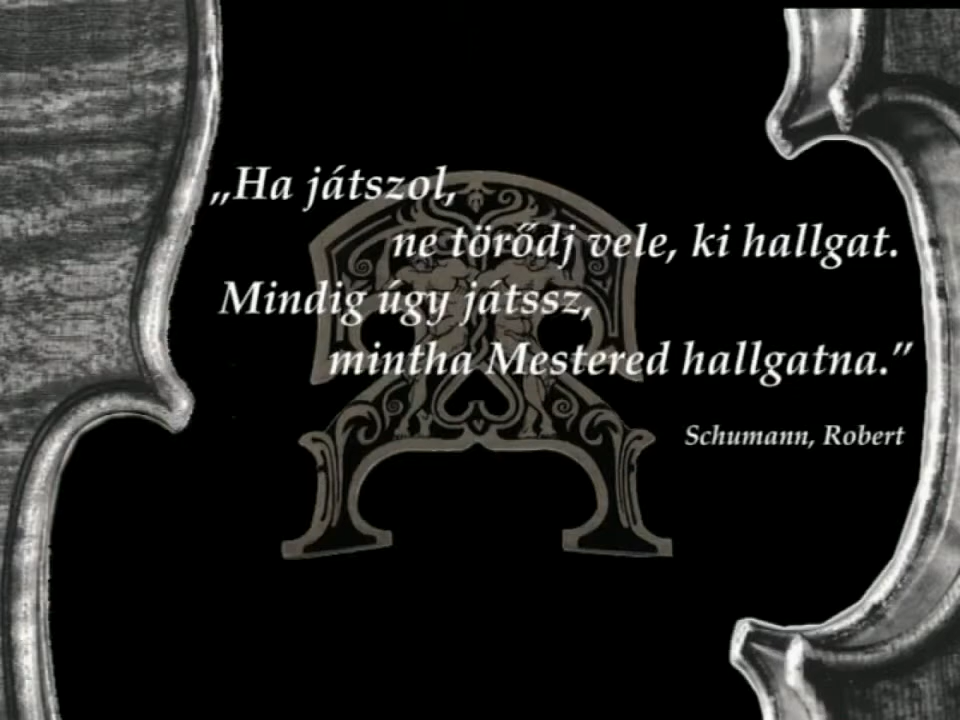 „Ha játszol,
ne törődj vele, ki hallgat.
Mindig úgy játssz,
mintha Mestered hallgatna.”
Schumann, Robert